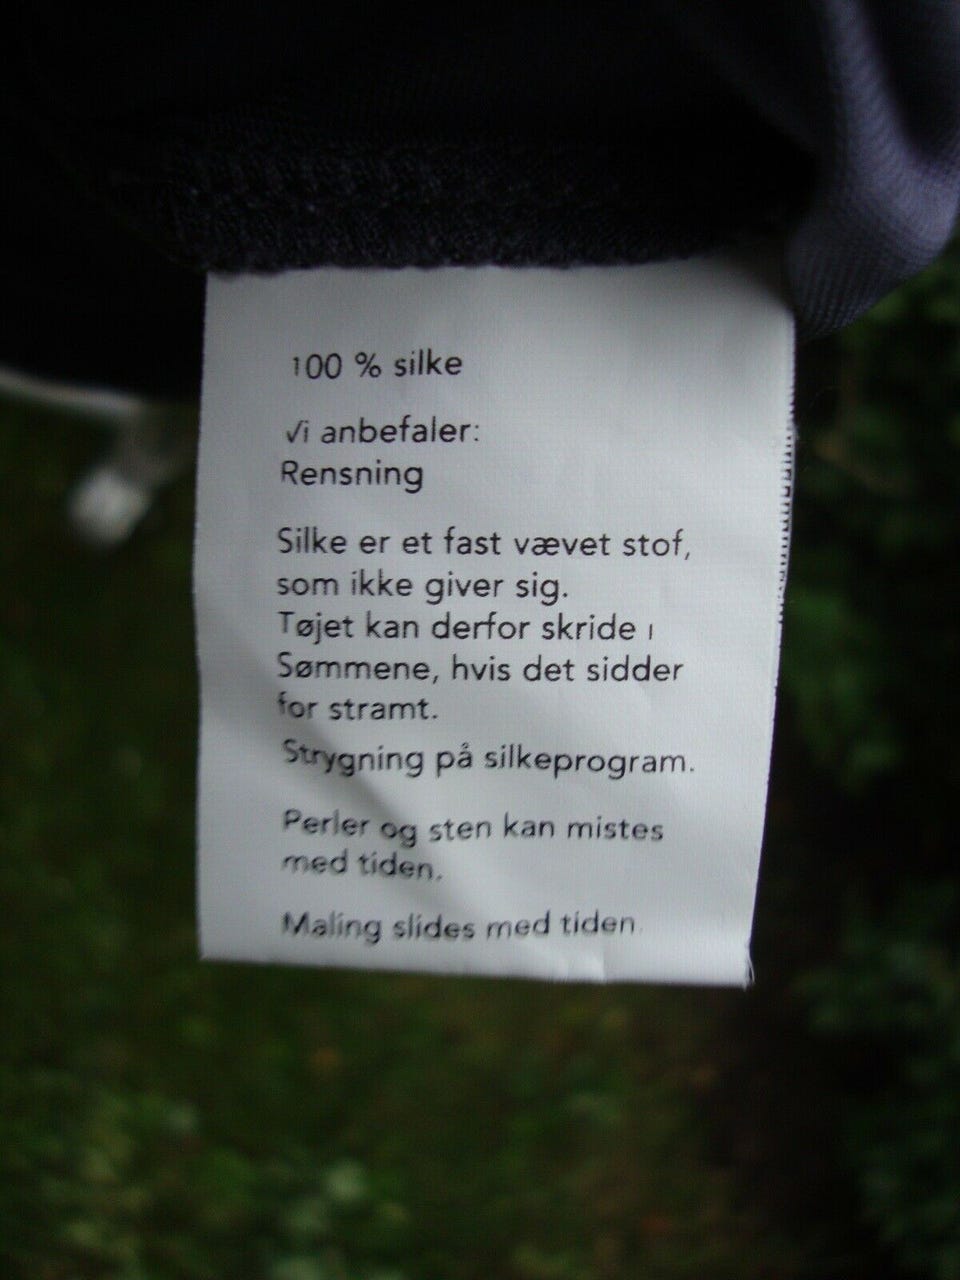 100 % silke
Vi anbefaler:
Rensning
Silke er et fast vævet stof,
som ikke giver sig.
Tøjet kan derfor skride i
Sømmene, hvis det sidder
for stramt.
Strygning på silkeprogram.
Perler og sten kan mistes
med tiden.
Maling slides med tiden.